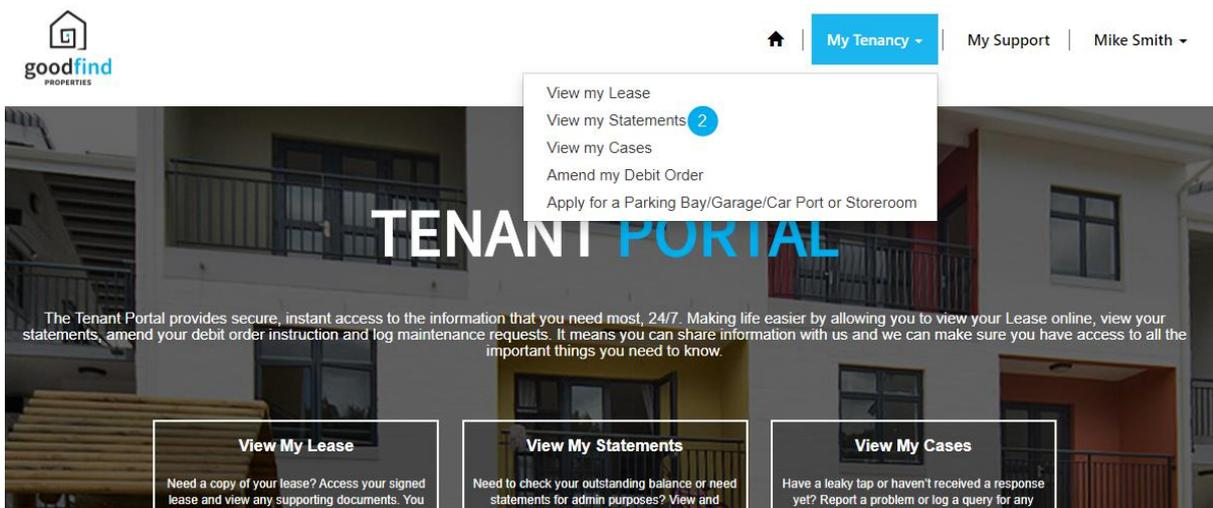 goodfind
PROPERTIES
My Tenancy
My Support
Mike Smith
View my Lease
View my Statements 2
View my Cases
Amend my Debit Order
Apply for a Parking Bay/Garage/Car Port or Storeroom
TENANT PORTAL
The Tenant Portal provides secure, instant access to the information that you need most, 24/7. Making life easier by allowing you to view your Lease online, view your
statements, amend your debit order instruction and log maintenance requests. It means you can share information with us and we can make sure you have access to all the
important things you need to know.
View My Lease
Need a copy of your lease? Access your signed
lease and view any supporting documents. You
View My Statements
Need to check your outstanding balance or need
statements for admin purposes? View and
View My Cases
Have a leaky tap or haven't received a response
yet? Report a problem or log a query for any